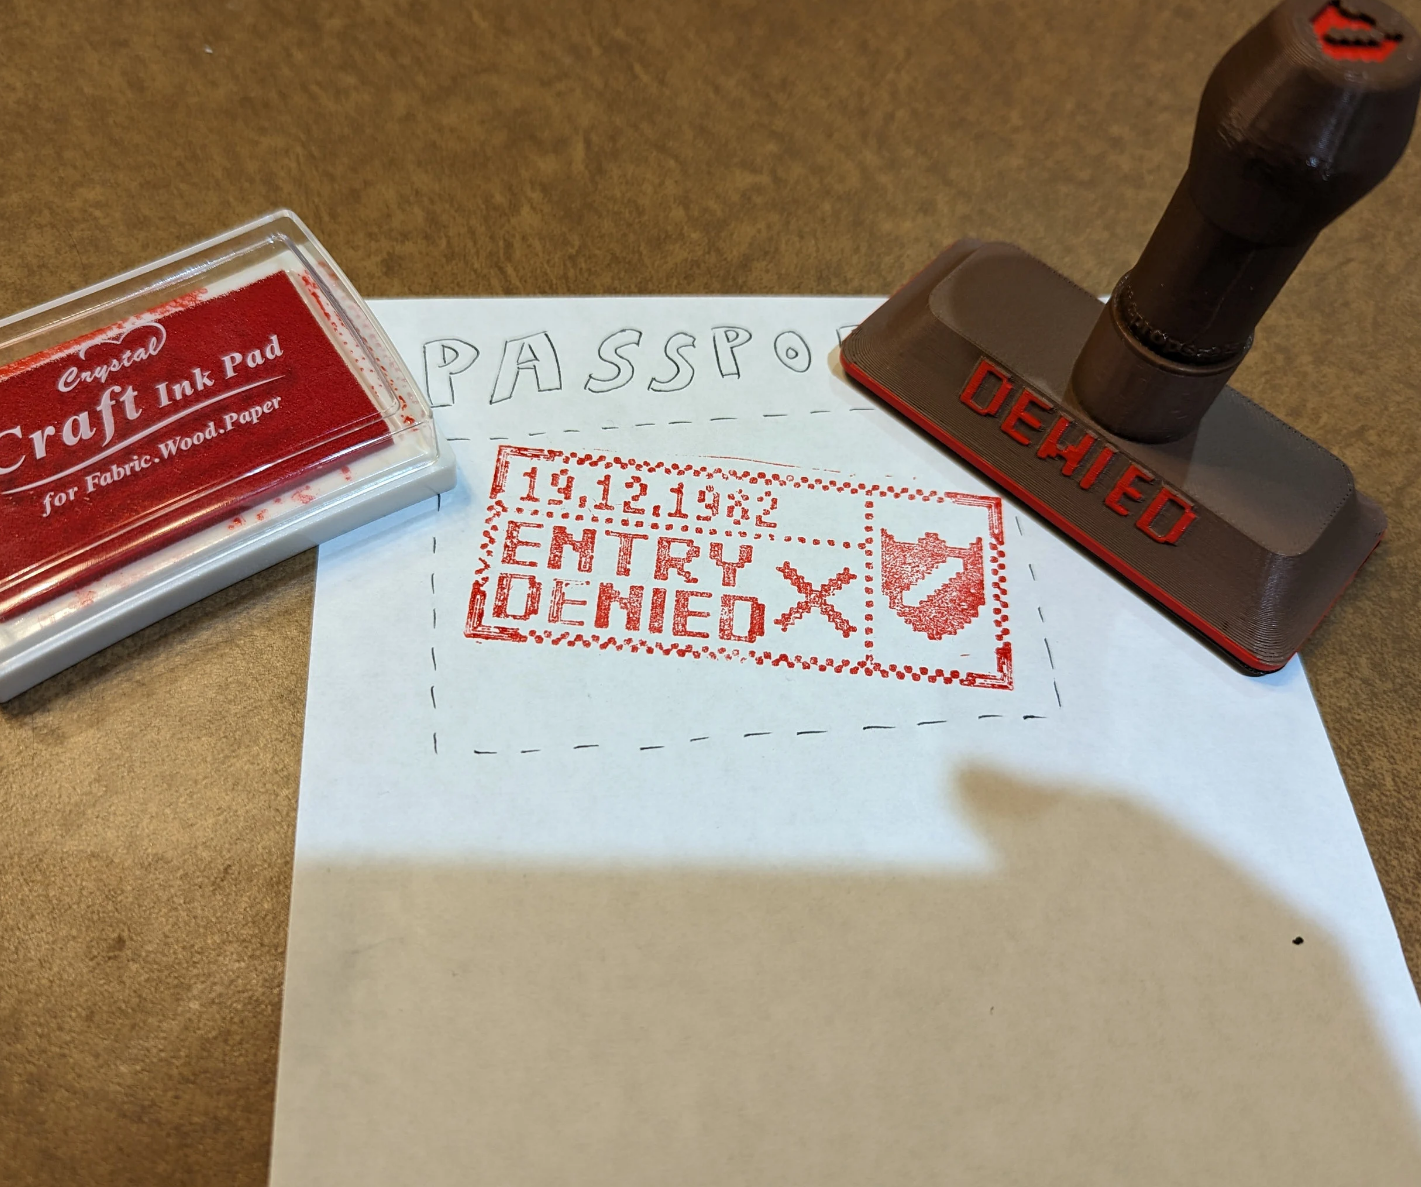 Crystal
Craft Ink Pad
for Fabric.Wood.Paper
PASSPO
DENIED
19.12.1982
ENTRY
DENIED